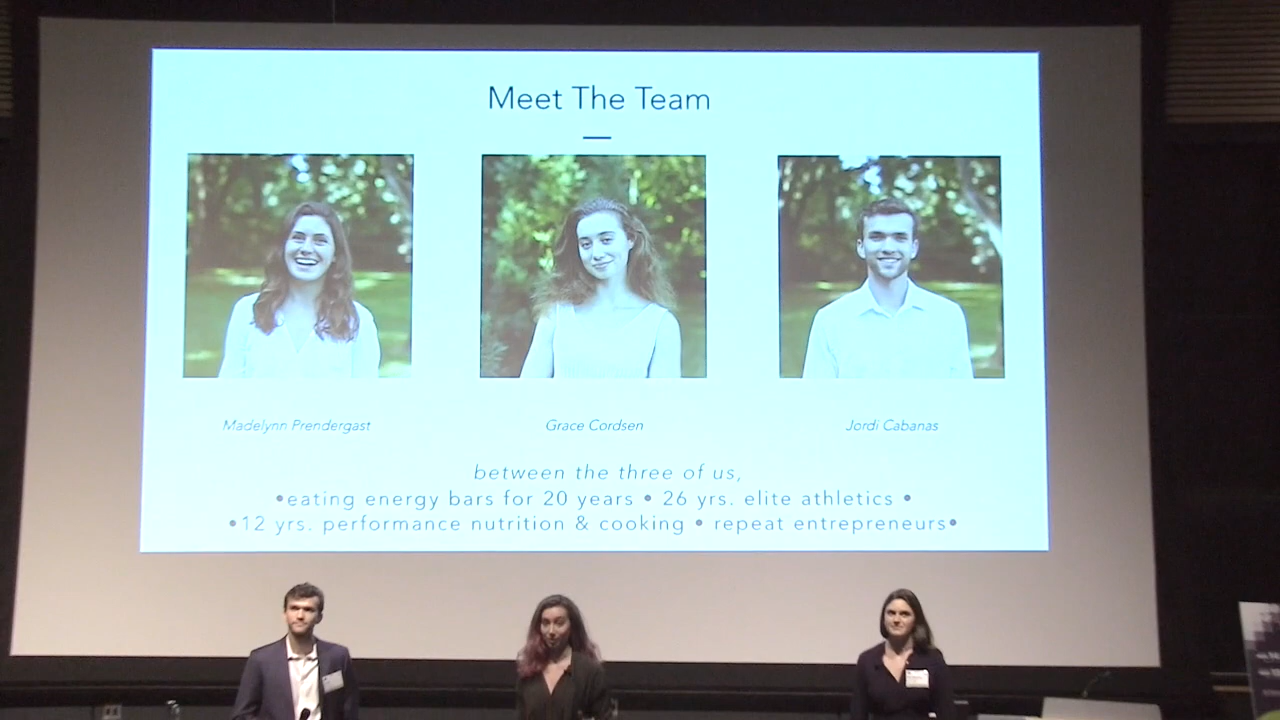 Meet The Team
Madelynn Prendergast
Grace Cordsen
Jordi Cabanas
between the three of us,
•eating energy bars for 20 years • 26 yrs. elite athletics •
•12 yrs. performance nutrition & cooking • repeat entrepreneurs•